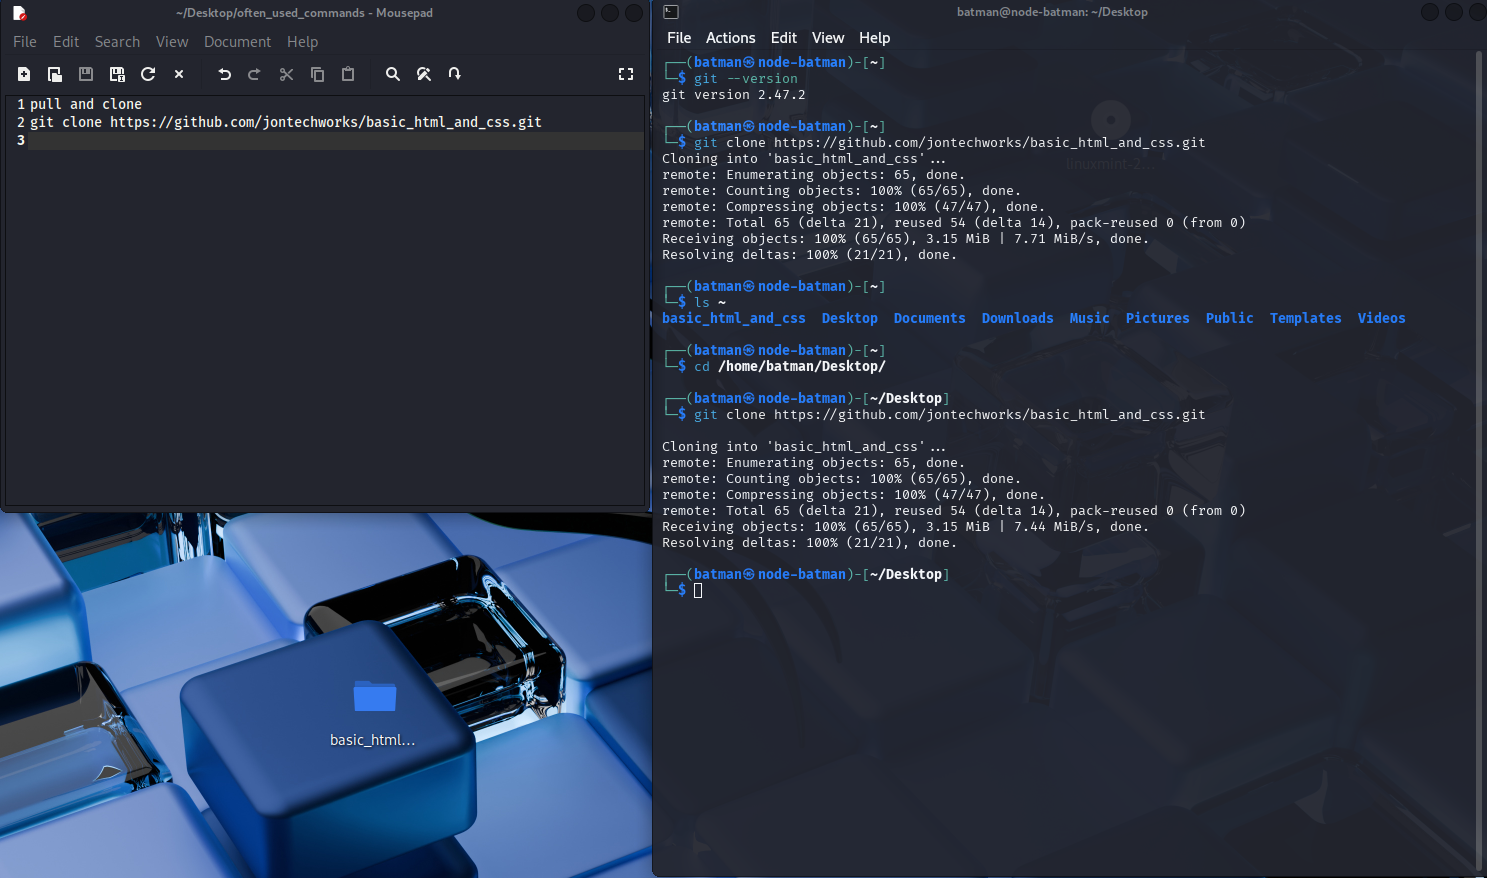 ~/Desktop/often_used_commands - Mousepad
File Edit Search View Document Help
1 pull and clone
2 git clone https://github.com/jontechworks/basic_html_and_css.git
3
basic_html...
batman@node-batman: ~/Desktop
File Actions Edit View Help
┌──(batman㉿node-batman)-[~]
└─$ git --version
git version 2.47.2
┌──(batman㉿node-batman)-[~]
└─$ git clone https://github.com/jontechworks/basic_html_and_css.git
Cloning into 'basic_html_and_css'...
remote: Enumerating objects: 65, done.
remote: Counting objects: 100% (65/65), done.
remote: Compressing objects: 100% (47/47), done.
remote: Total 65 (delta 21), reused 54 (delta 14), pack-reused 0 (from 0)
Receiving objects: 100% (65/65), 3.15 MiB | 7.71 MiB/s, done.
Resolving deltas: 100% (21/21), done.
┌──(batman㉿node-batman)-[~]
└─$ ls ~
basic_html_and_css Desktop Documents Downloads Music Pictures Public Templates Videos
┌──(batman㉿node-batman)-[~]
└─$ cd /home/batman/Desktop/
┌──(batman㉿node-batman)-[~/Desktop]
└─$ git clone https://github.com/jontechworks/basic_html_and_css.git
Cloning into 'basic_html_and_css'...
remote: Enumerating objects: 65, done.
remote: Counting objects: 100% (65/65), done.
remote: Compressing objects: 100% (47/47), done.
remote: Total 65 (delta 21), reused 54 (delta 14), pack-reused 0 (from 0)
Receiving objects: 100% (65/65), 3.15 MiB | 7.44 MiB/s, done.
Resolving deltas: 100% (21/21), done.
┌──(batman㉿node-batman)-[~/Desktop]
└─$
linuxmint-2...